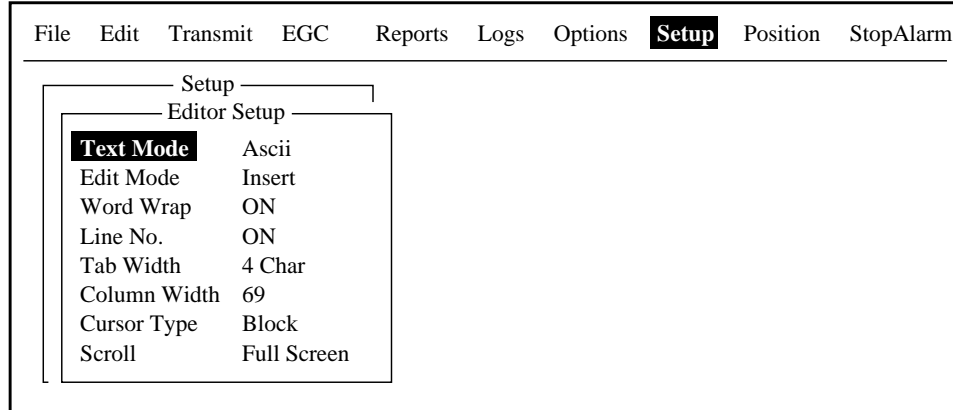 File Edit Transmit EGC Reports Logs Options Setup Position StopAlarm
Setup
Editor Setup
Text Mode Ascii
Edit Mode Insert
Word Wrap ON
Line No. ON
Tab Width 4 Char
Column Width 69
Cursor Type Block
Scroll Full Screen